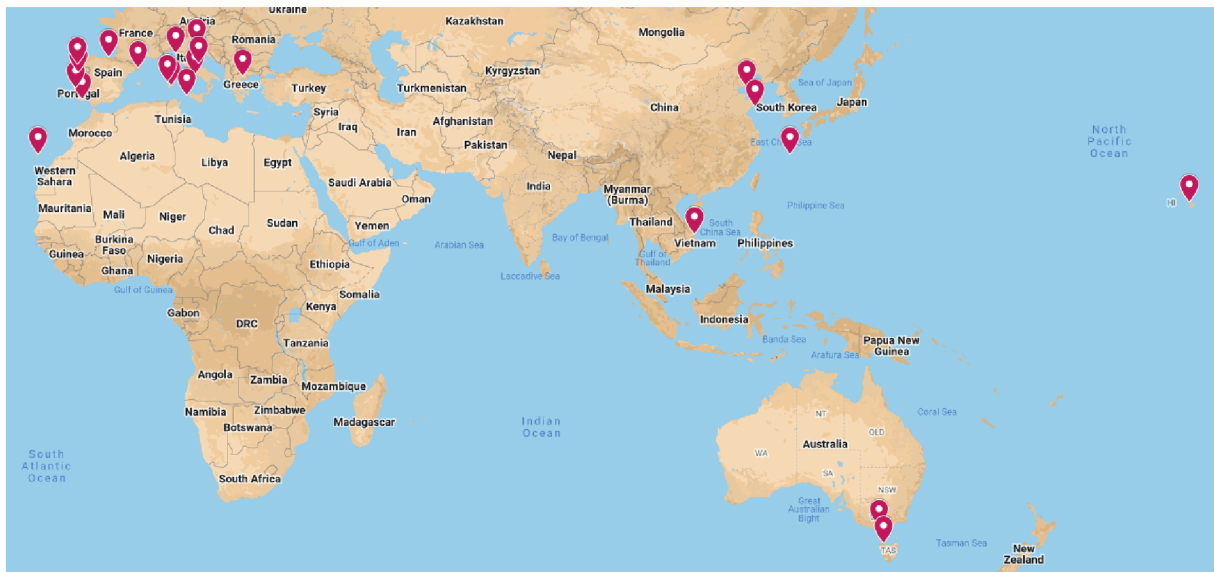 Ukraine
Austria
Kazakhstan
France
Mongolia
Romania
Spain
Greece
Turkey
Kyrgyzstan
Turkmenistan
Sea of Japan
Portugal
China
South Korea
Japan
Tunisia
Syria
Iraq
Iran
Afghanistan
Morocco
Pakistan
East China Sea
North
Pacific
Ocean
Algeria
Libya
Egypt
Nepal
Western
Sahara
Saudi Arabia
India
Myanmar
(Burma)
Oman
HI
Mauritania
Mali
Niger
Chad
Sudan
Yemen
Thailand
South
China Sea
Philippine Sea
Burkina
Faso
Guinea
Nigeria
Gulf of Aden
Arabian Sea
Bay of Bengal
Vietnam
Philippines
Ghana
Ethiopia
Gulf of
Thailand
Laccadive Sea
Gulf of Guinea
Somalia
Malaysia
Gabon
Kenya
DRC
Indonesia
Tanzania
Banda Sea
Papua New
Guinea
Arafura Sea
Angola
Zambia
Mozambique
Namibia
Zimbabwe
Botswana
Madagascar
Indian
Ocean
NT
Coral Sea
QLD
Australia
WA
South
Atlantic
Ocean
SA
South Africa
NSW
Great
Australian
Bight
Tasman Sea
TAS
New
Zealand